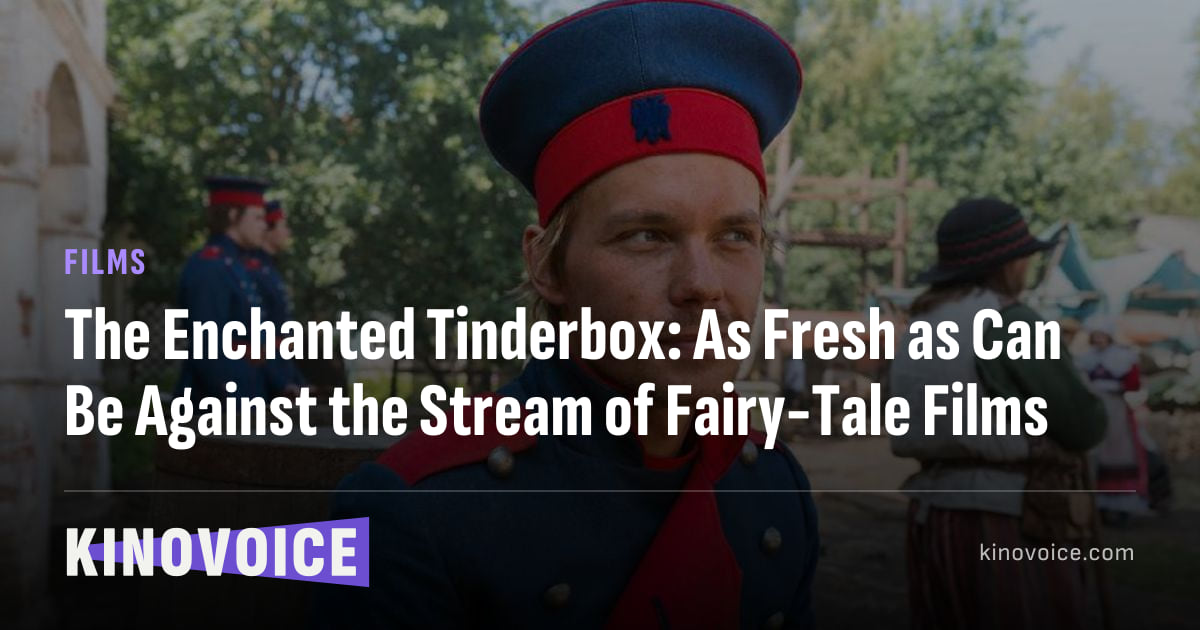 FILMS
The Enchanted Tinderbox: As Fresh as Can
Be Against the Stream of Fairy-Tale Films
KINOVOICE
kinovoice.com